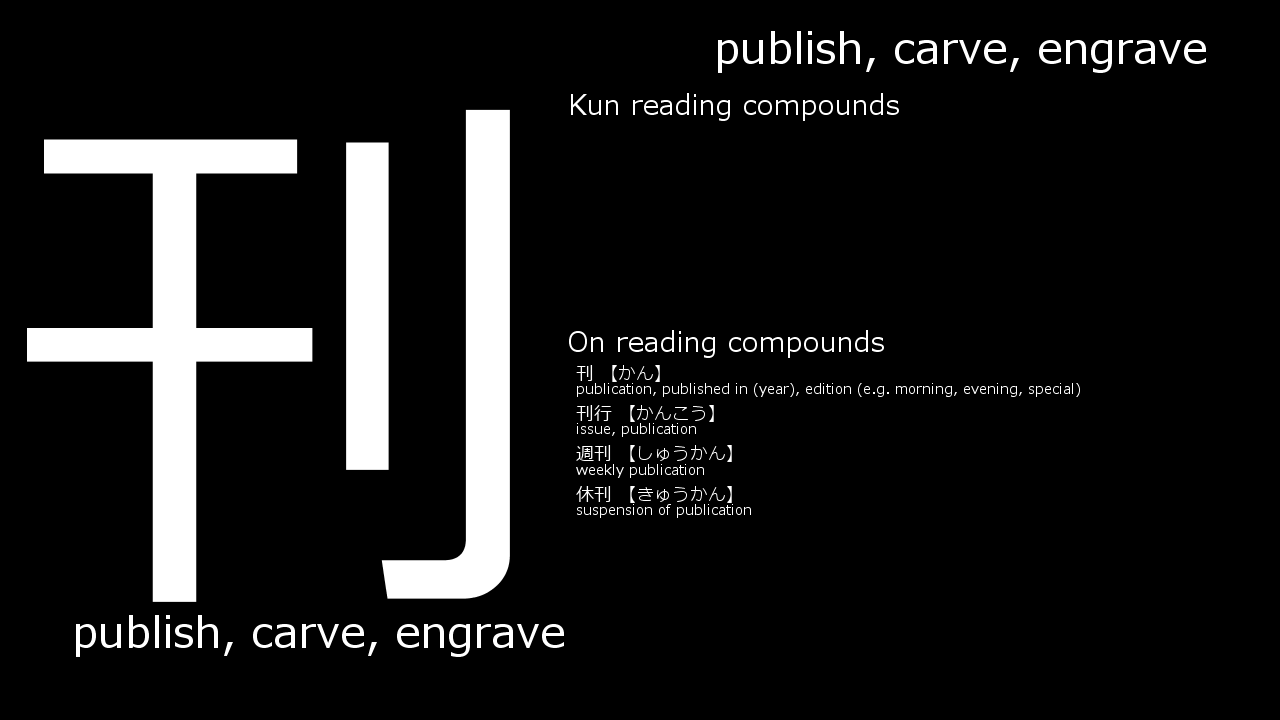 publish, carve, engrave
Kun reading compounds
刊
On reading compounds
刊 【かん】
publication, published in (year), edition (e.g. morning, evening, special)
刊行 【かんこう】
issue, publication
週刊 【しゅうかん】
weekly publication
休刊 【きゅうかん】
suspension of publication
publish, carve, engrave